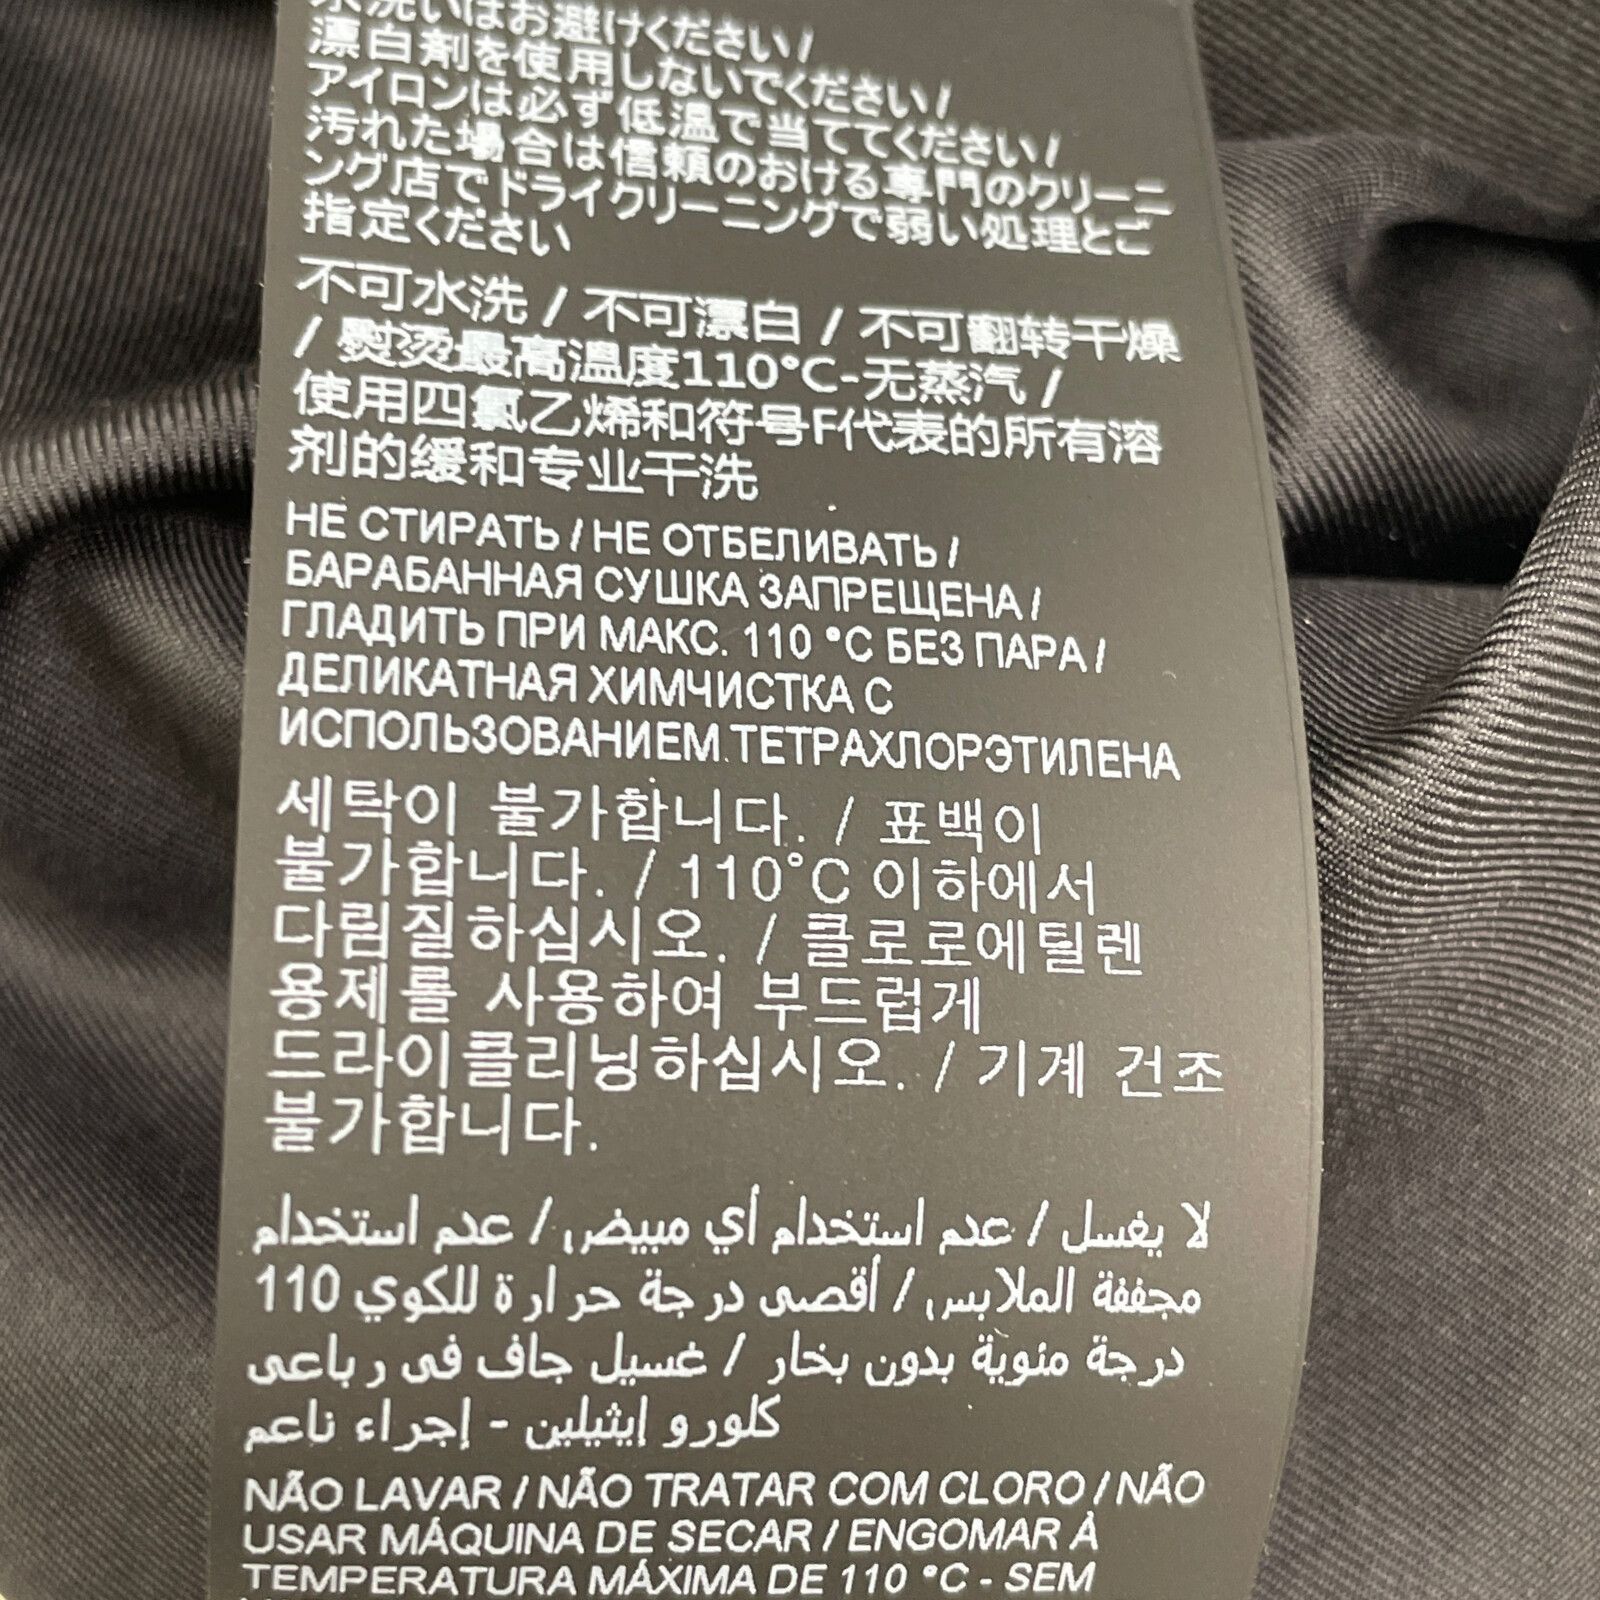 水洗いはお避けください /
漂白剤を使用しないでください /
アイロンは必ず低温で当ててください /
汚れた場合は信頼のおける専門のクリーニ
ング店でドライクリーニングで弱い処理とご
指定ください
不可水洗 / 不可漂白 / 不可翻转干燥
/ 熨烫最高温度110°C-无蒸汽 /
使用四氯乙烯和符号F代表的所有溶
剂的缓和专业干洗
НЕ СТИРАТЬ / НЕ ОТБЕЛИВАТЬ /
БАРАБАННАЯ СУШКА ЗАПРЕЩЕНА /
ГЛАДИТЬ ПРИ МАКС. 110 °C БЕЗ ПАРА /
ДЕЛИКАТНАЯ ХИМЧИСТКА С
ИСПОЛЬЗОВАНИЕМ ТЕТРАХЛОРЭТИЛЕНА
세탁이 불가합니다. / 표백이
불가합니다. / 110°C 이하에서
다림질하십시오. / 클로로에틸렌
용제를 사용하여 부드럽게
드라이클리닝하십시오. / 기계 건조
불가합니다.
لا يغسل / عدم استخدام أي مبيض / عدم استخدام
مجففة الملابس / أقصى درجة حرارة للكوي 110
درجة مئوية بدون بخار / غسيل جاف فى رباعى
كلورو إيثيلين - إجراء ناعم
NÃO LAVAR / NÃO TRATAR COM CLORO / NÃO
USAR MÁQUINA DE SECAR / ENGOMAR À
TEMPERATURA MÁXIMA DE 110 °C - SEM